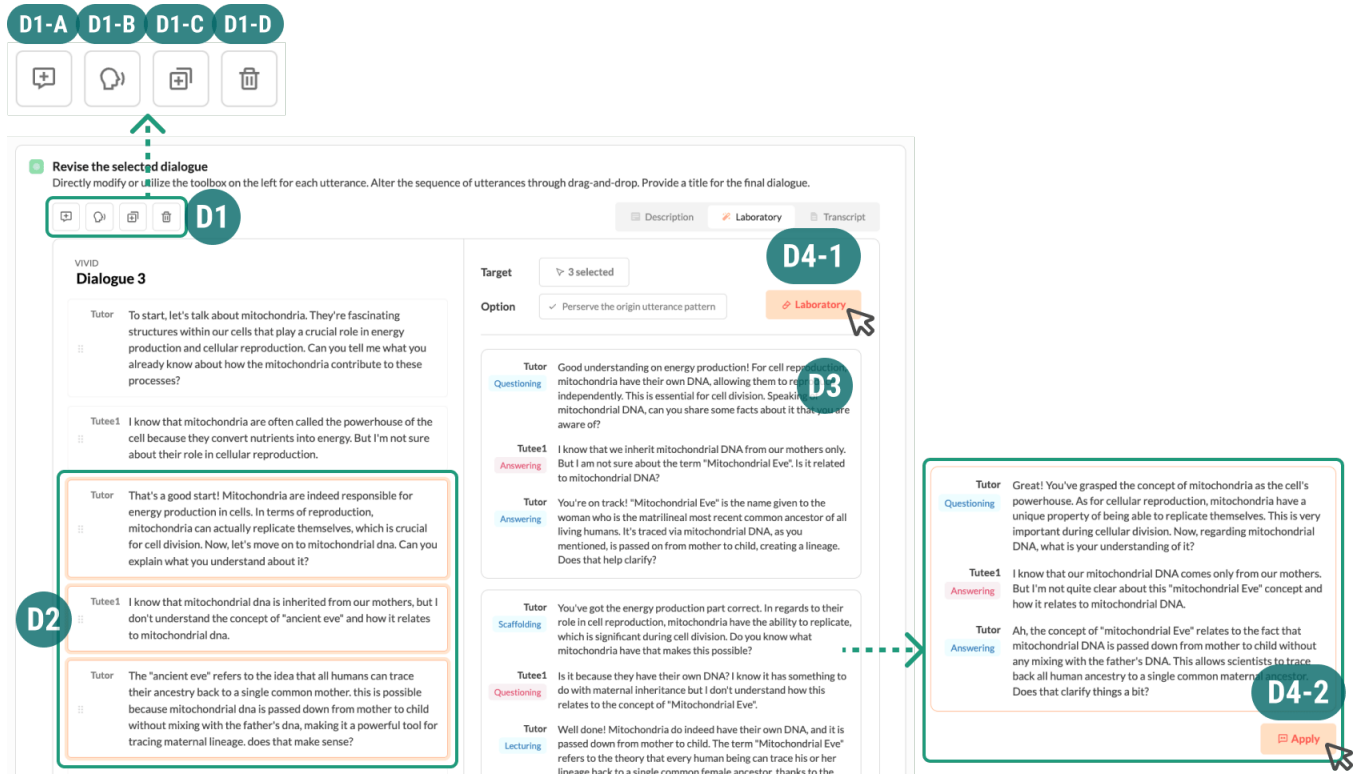 D1-A D1-B D1-C D1-D
Revise the selected dialogue
Directly modify or utilize the toolbox on the left for each utterance. Alter the sequence of utterances through drag-and-drop. Provide a title for the final dialogue.
D1
Description Laboratory Transcript
D4-1
VIVID
Dialogue 3
Target 3 selected
Option Perserve the origin utterance pattern
Laboratory
Tutor To start, let's talk about mitochondria. They're fascinating
structures within our cells that play a crucial role in energy
production and cellular reproduction. Can you tell me what you
already know about how the mitochondria contribute to these
processes?
Tutee1 I know that mitochondria are often called the powerhouse of the
cell because they convert nutrients into energy. But I'm not sure
about their role in cellular reproduction.
D2
Tutor That's a good start! Mitochondria are indeed responsible for
energy production in cells. In terms of reproduction,
mitochondria can actually replicate themselves, which is crucial
for cell division. Now, let's move on to mitochondrial dna. Can you
explain what you understand about it?
Tutee1 I know that mitochondrial dna is inherited from our mothers, but I
don't understand the concept of "ancient eve" and how it relates
to mitochondrial dna.
Tutor The "ancient eve" refers to the idea that all humans can trace
their ancestry back to a single common mother. this is possible
because mitochondrial dna is passed down from mother to child
without mixing with the father's dna, making it a powerful tool for
tracing maternal lineage. does that make sense?
D3
Tutor Good understanding on energy production! For cell reproduction,
Questioning mitochondria have their own DNA, allowing them to
independently. This is essential for cell division. Speaking
mitochondrial DNA, can you share some facts about it that you are
aware of?
Tutee1 I know that we inherit mitochondrial DNA from our mothers only.
Answering But I am not sure about the term "Mitochondrial Eve". Is it related
to mitochondrial DNA?
Tutor You're on track! "Mitochondrial Eve" is the name given to the
Answering woman who is the matrilineal most recent common ancestor of all
living humans. It's traced via mitochondrial DNA, as you
mentioned, is passed on from mother to child, creating a lineage.
Does that help clarify?
Tutor You've got the energy production part correct. In regards to their
Scaffolding role in cell reproduction, mitochondria have the ability to replicate,
which is significant during cell division. Do you know what
mitochondria have that makes this possible?
Tutee1 Is it because they have their own DNA? I know it has something to
Questioning do with maternal inheritance but I don't understand how this
relates to the concept of "Mitochondrial Eve".
Tutor Well done! Mitochondria do indeed have their own DNA, and it is
Lecturing passed down from mother to child. The term "Mitochondrial Eve"
refers to the theory that every human being can trace his or her
lineage back to a single common female ancestor, thanks to the
Tutor Great! You've grasped the concept of mitochondria as the cell's
Questioning powerhouse. As for cellular reproduction, mitochondria have a
unique property of being able to replicate themselves. This is very
important during cellular division. Now, regarding mitochondrial
DNA, what is your understanding of it?
Tutee1 I know that our mitochondrial DNA comes only from our mothers.
Answering But I'm not quite clear about this "mitochondrial Eve" concept and
how it relates to mitochondrial DNA.
Tutor Ah, the concept of "mitochondrial Eve" relates to the fact that
Answering mitochondrial DNA is passed down from mother to child without
any mixing with the father's DNA. This allows scientists to trace
back all human ancestry to a single common maternal ancestor.
Does that clarify things a bit?
D4-2
Apply